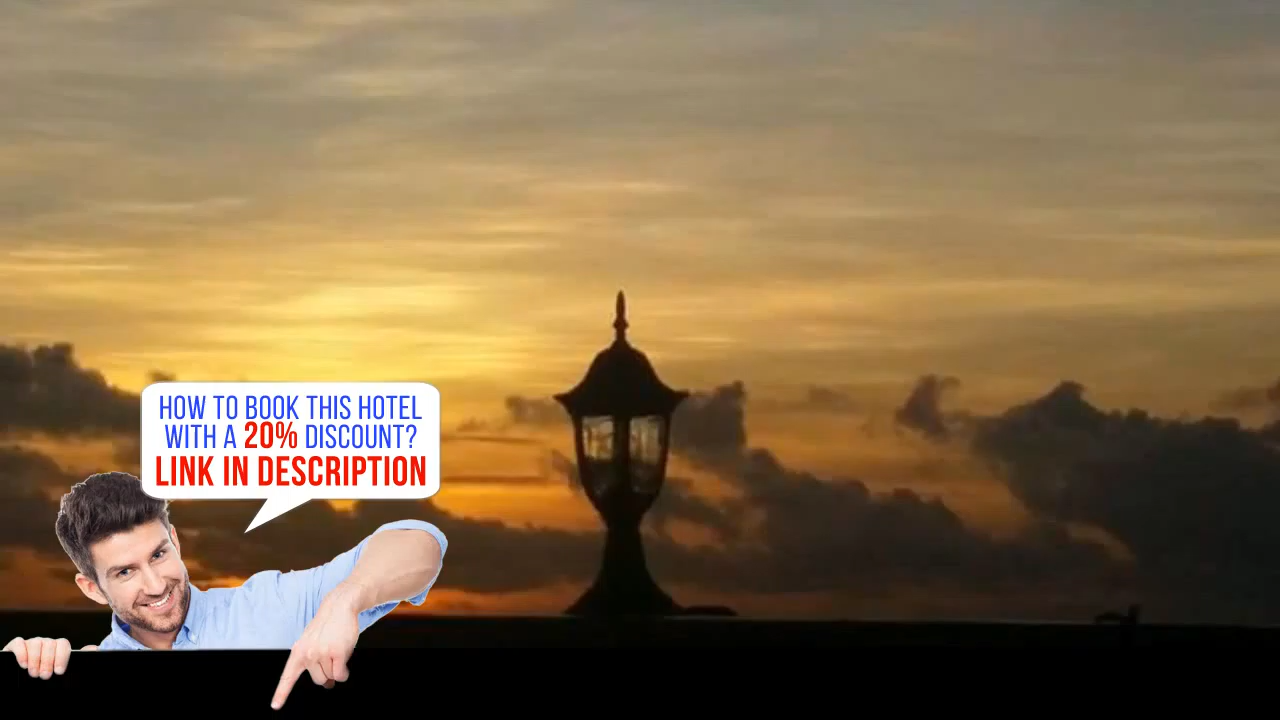 HOW TO BOOK THIS HOTEL
WITH A 20% DISCOUNT?
LINK IN DESCRIPTION